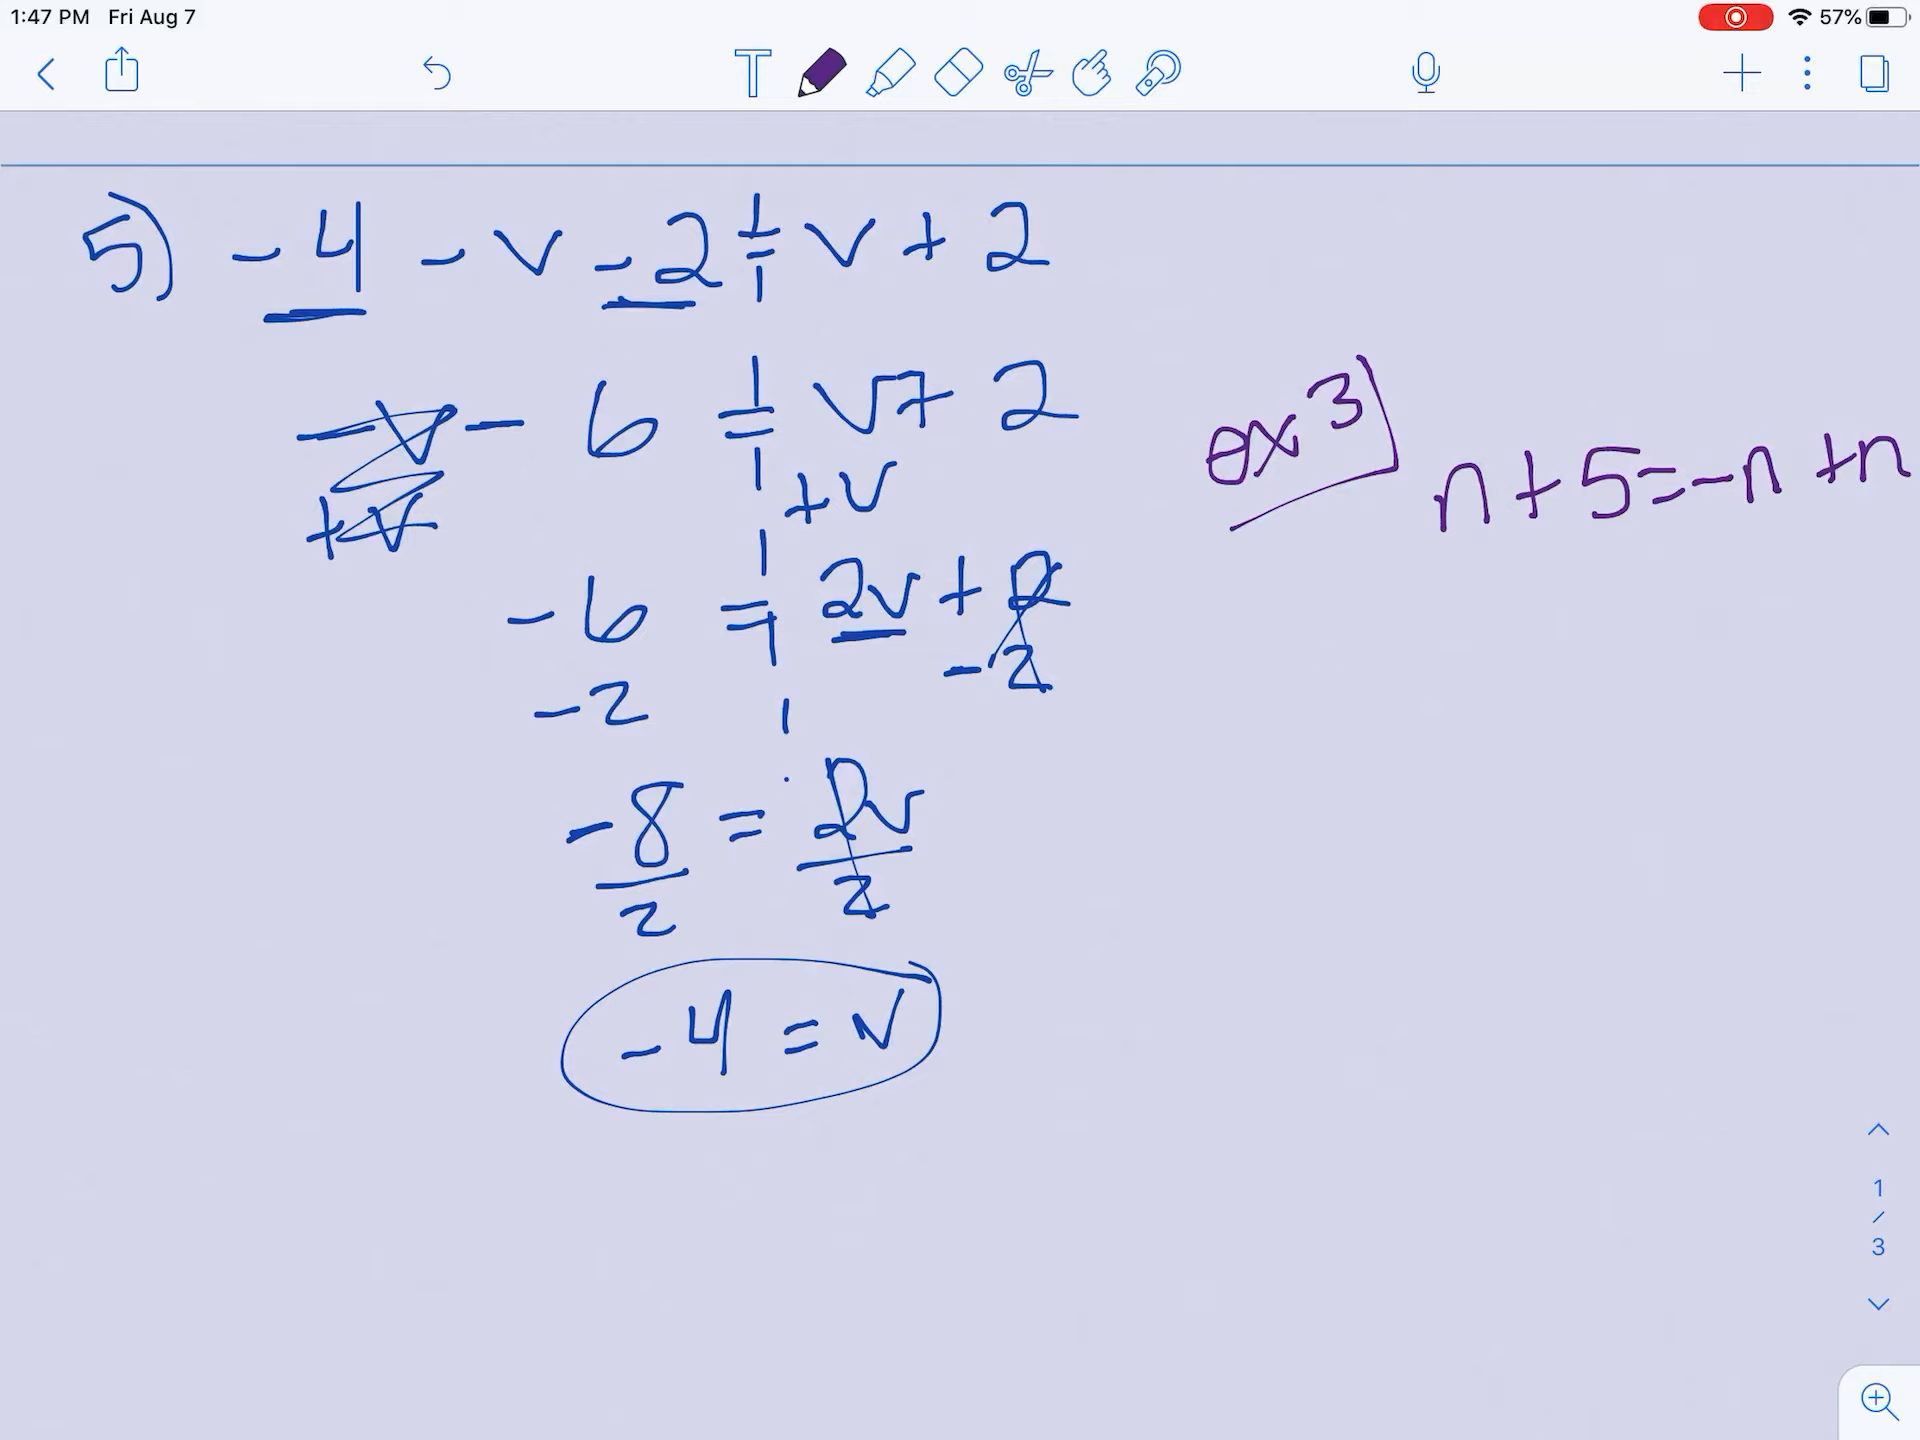 1:47 PM Fri Aug 7
57%
T
5) -4 - v - 2 = v + 2
-v - 6 = v + 2
+v +v
-6 = 2v + 2
-2 -2
-8 = 2v
2 2
-4 = v
ex 3
n + 5 = -n + n
1
/
3